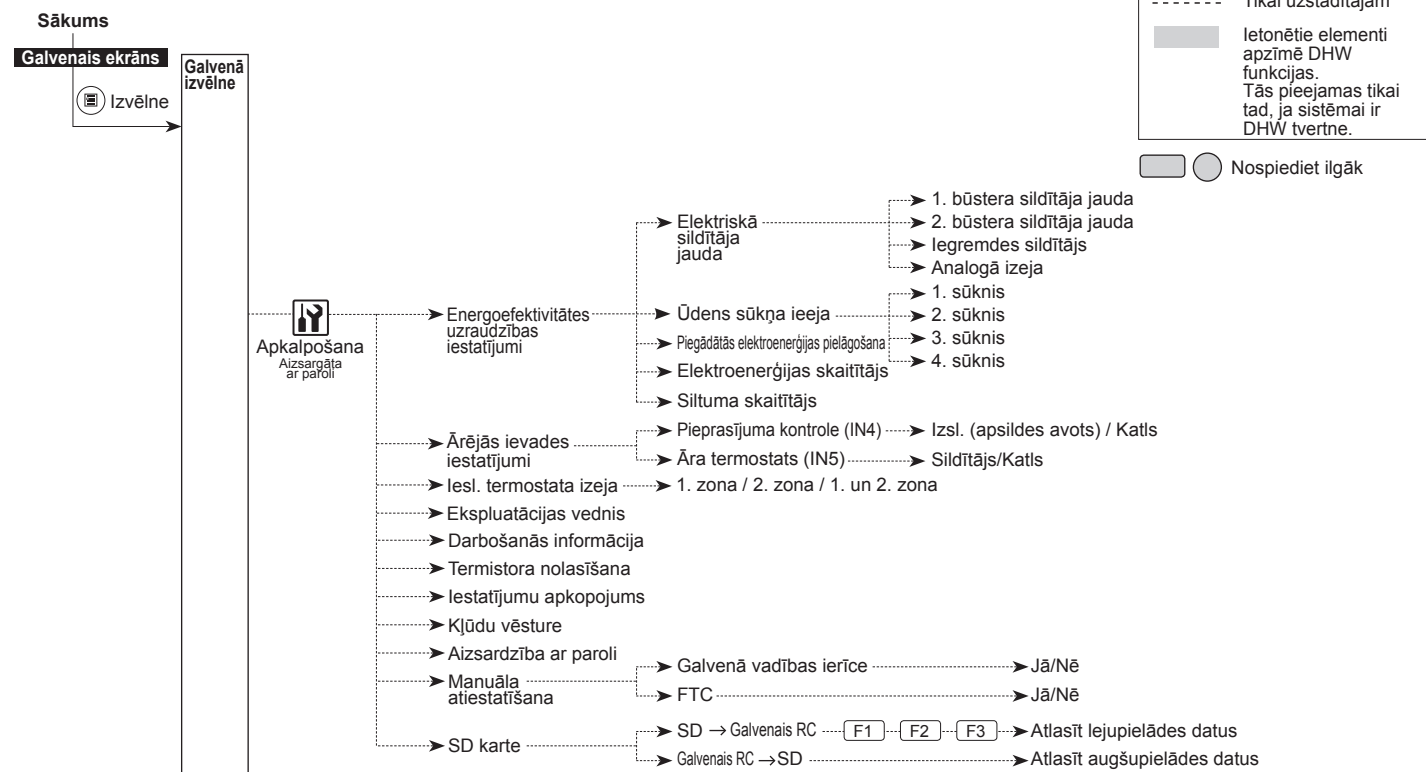 Tikai uzstādītājam
Ietonētie elementi
apzīmē DHW
funkcijas.
Tās pieejamas tikai
tad, ja sistēmai ir
DHW tvertne.
Nospiediet ilgāk
Sākums
Galvenais ekrāns
Izvēlne
Galvenā
izvēlne
Apkalpošana
Aizsargāta
ar paroli
Energoefektivitātes
uzraudzības
iestatījumi
Elektriskā
sildītāja
jauda
1. būstera sildītāja jauda
2. būstera sildītāja jauda
Iegremdes sildītājs
Analogā izeja
Ūdens sūkņa ieeja
1. sūknis
2. sūknis
3. sūknis
4. sūknis
Piegādātās elektroenerģijas pielāgošana
Elektroenerģijas skaitītājs
Siltuma skaitītājs
Ārējās ievades
iestatījumi
Pieprasījuma kontrole (IN4)
Izsl. (apsildes avots) / Katls
Āra termostats (IN5)
Sildītājs/Katls
Iesl. termostata izeja
1. zona / 2. zona / 1. un 2. zona
Ekspluatācijas vednis
Darbošanās informācija
Termistora nolasīšana
Iestatījumu apkopojums
Kļūdu vēsture
Aizsardzība ar paroli
Manuāla
atiestatīšana
Galvenā vadības ierīce
Jā/Nē
FTC
Jā/Nē
SD karte
SD → Galvenais RC
F1
F2
F3
Atlasīt lejupielādes datus
Galvenais RC → SD
Atlasīt augšupielādes datus